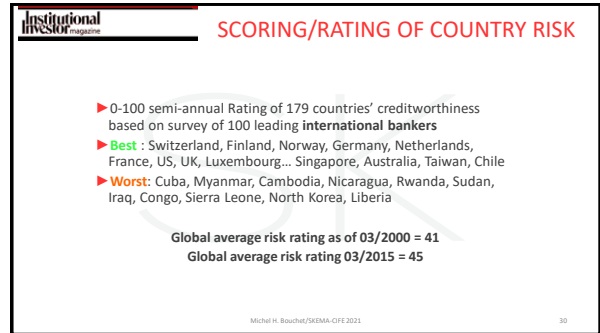 Institutional
Investor magazine
SCORING/RATING OF COUNTRY RISK
SK
►0-100 semi-annual Rating of 179 countries' creditworthiness
based on survey of 100 leading international bankers
►Best : Switzerland, Finland, Norway, Germany, Netherlands,
France, US, UK, Luxembourg... Singapore, Australia, Taiwan, Chile
►Worst: Cuba, Myanmar, Cambodia, Nicaragua, Rwanda, Sudan,
Iraq, Congo, Sierra Leone, North Korea, Liberia
Global average risk rating as of 03/2000 = 41
Global average risk rating 03/2015 = 45
Michel H. Bouchet/SKEMA-CIFE 2021
30